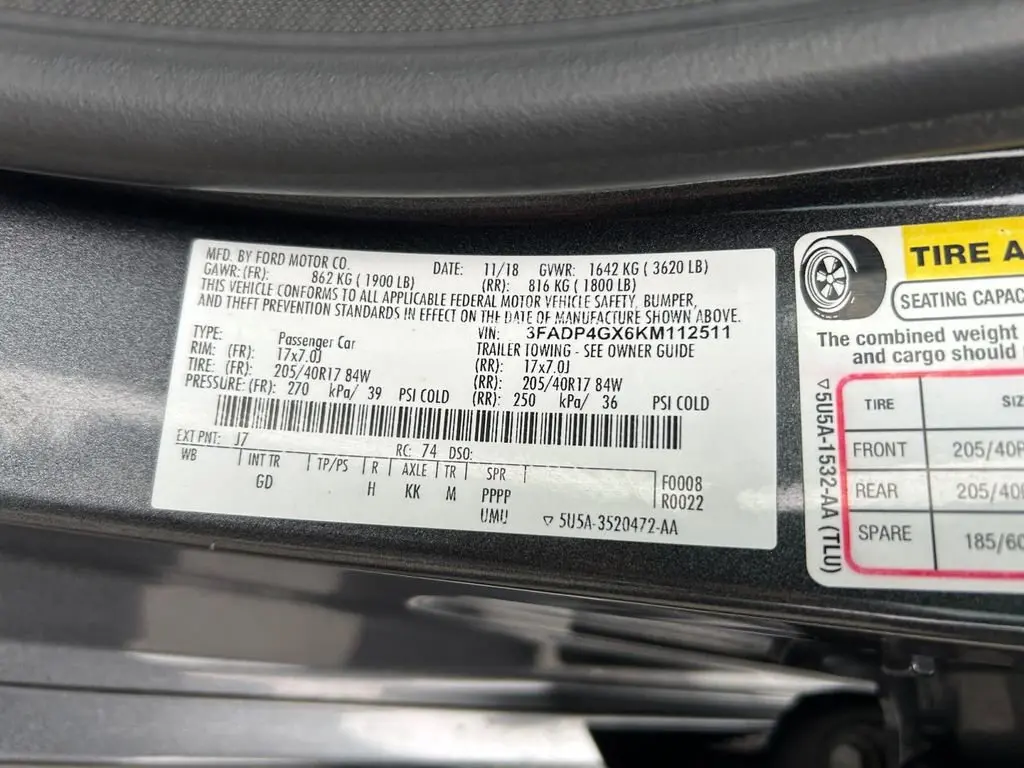 MFD. BY FORD MOTOR CO. DATE: 11/18 GVWR: 1642 KG ( 3620 LB)
GAWR: (FR): 862 KG ( 1900 LB) (RR): 816 KG ( 1800 LB)
THIS VEHICLE CONFORMS TO ALL APPLICABLE FEDERAL MOTOR VEHICLE SAFETY, BUMPER,
AND THEFT PREVENTION STANDARDS IN EFFECT ON THE DATE OF MANUFACTURE SHOWN ABOVE.
VIN: 3FADP4GX6KM112511
TYPE: Passenger Car TRAILER TOWING - SEE OWNER GUIDE
RIM: (FR): 17x7.0J (RR): 17x7.0J
TIRE: (FR): 205/40R17 84W (RR): 205/40R17 84W
PRESSURE: (FR): 270 kPa/ 39 PSI COLD (RR): 250 kPa/ 36 PSI COLD
EXT PNT: J7 RC: 74 DSO:
WB INT TR TP/PS R AXLE TR SPR F0008
GD H KK M PPPP R0022
UMU ▽ 5U5A-3520472-AA
TIRE A
SEATING CAPAC
The combined weight
and cargo should
TIRE SIZ
FRONT 205/40R
REAR 205/40
SPARE 185/60
▽5U5A-1532-AA (TLU)